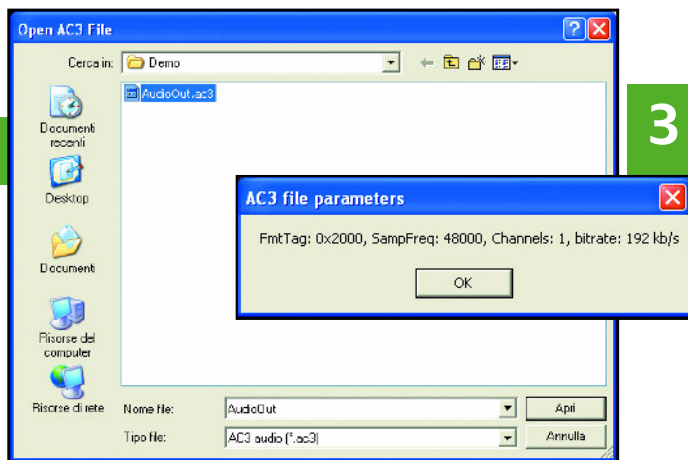 Open AC3 File
Cerca in: Demo
AudioOut.ac3
Documenti recenti
Desktop
Documenti
Risorse del computer
Risorse di rete
Nome file: AudioOut
Apri
Tipo file: AC3 audio (*.ac3)
Annulla
AC3 file parameters
FmtTag: 0x2000, SampFreq: 48000, Channels: 1, bitrate: 192 kb/s
OK
3